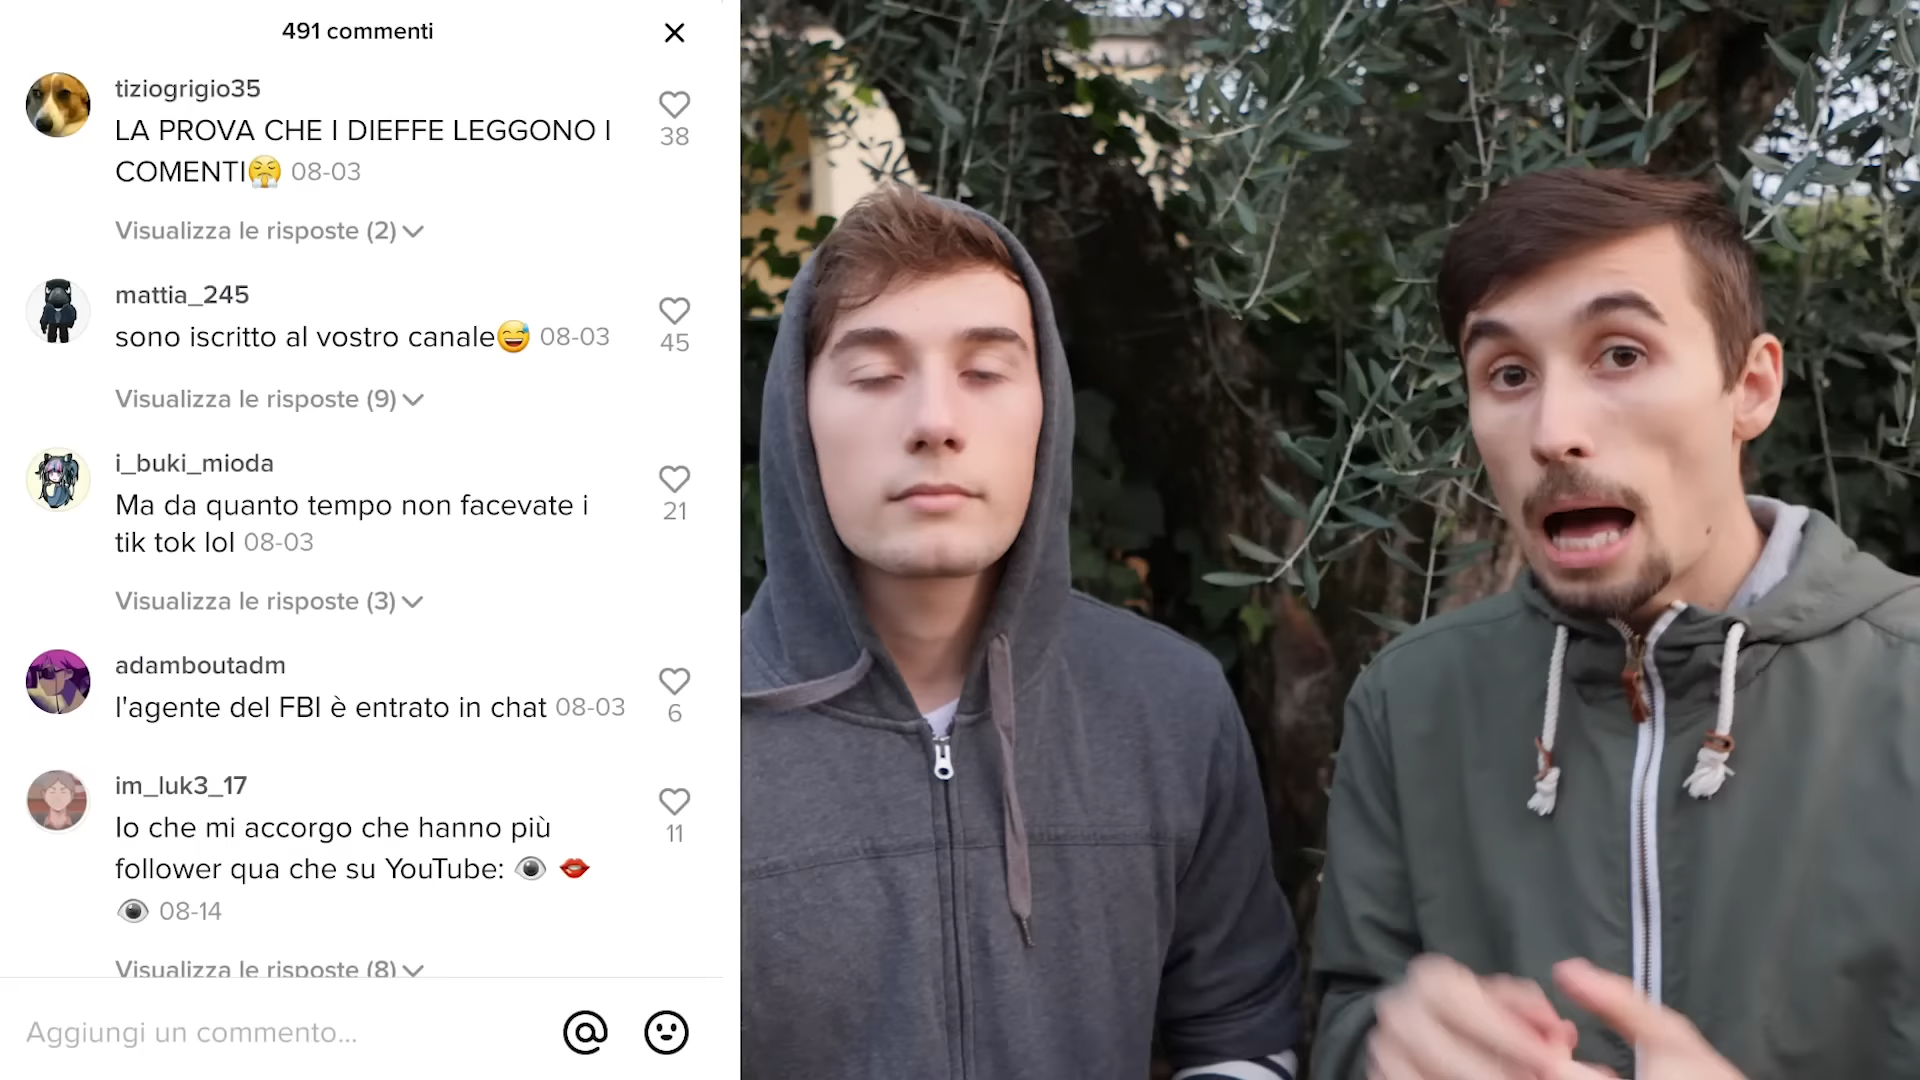 491 commenti
tiziogrigio35
LA PROVA CHE I DIEFFE LEGGONO I
COMENTI😤 08-03
38
Visualizza le risposte (2)
mattia_245
sono iscritto al vostro canale😅 08-03
45
Visualizza le risposte (9)
i_buki_mioda
Ma da quanto tempo non facevate i
tik tok lol 08-03
21
Visualizza le risposte (3)
adamboutadm
l'agente del FBI è entrato in chat 08-03
6
im_luk3_17
Io che mi accorgo che hanno più
follower qua che su YouTube: 👁 👄
👁 08-14
11
Visualizza le risposte (8)
Aggiungi un commento...